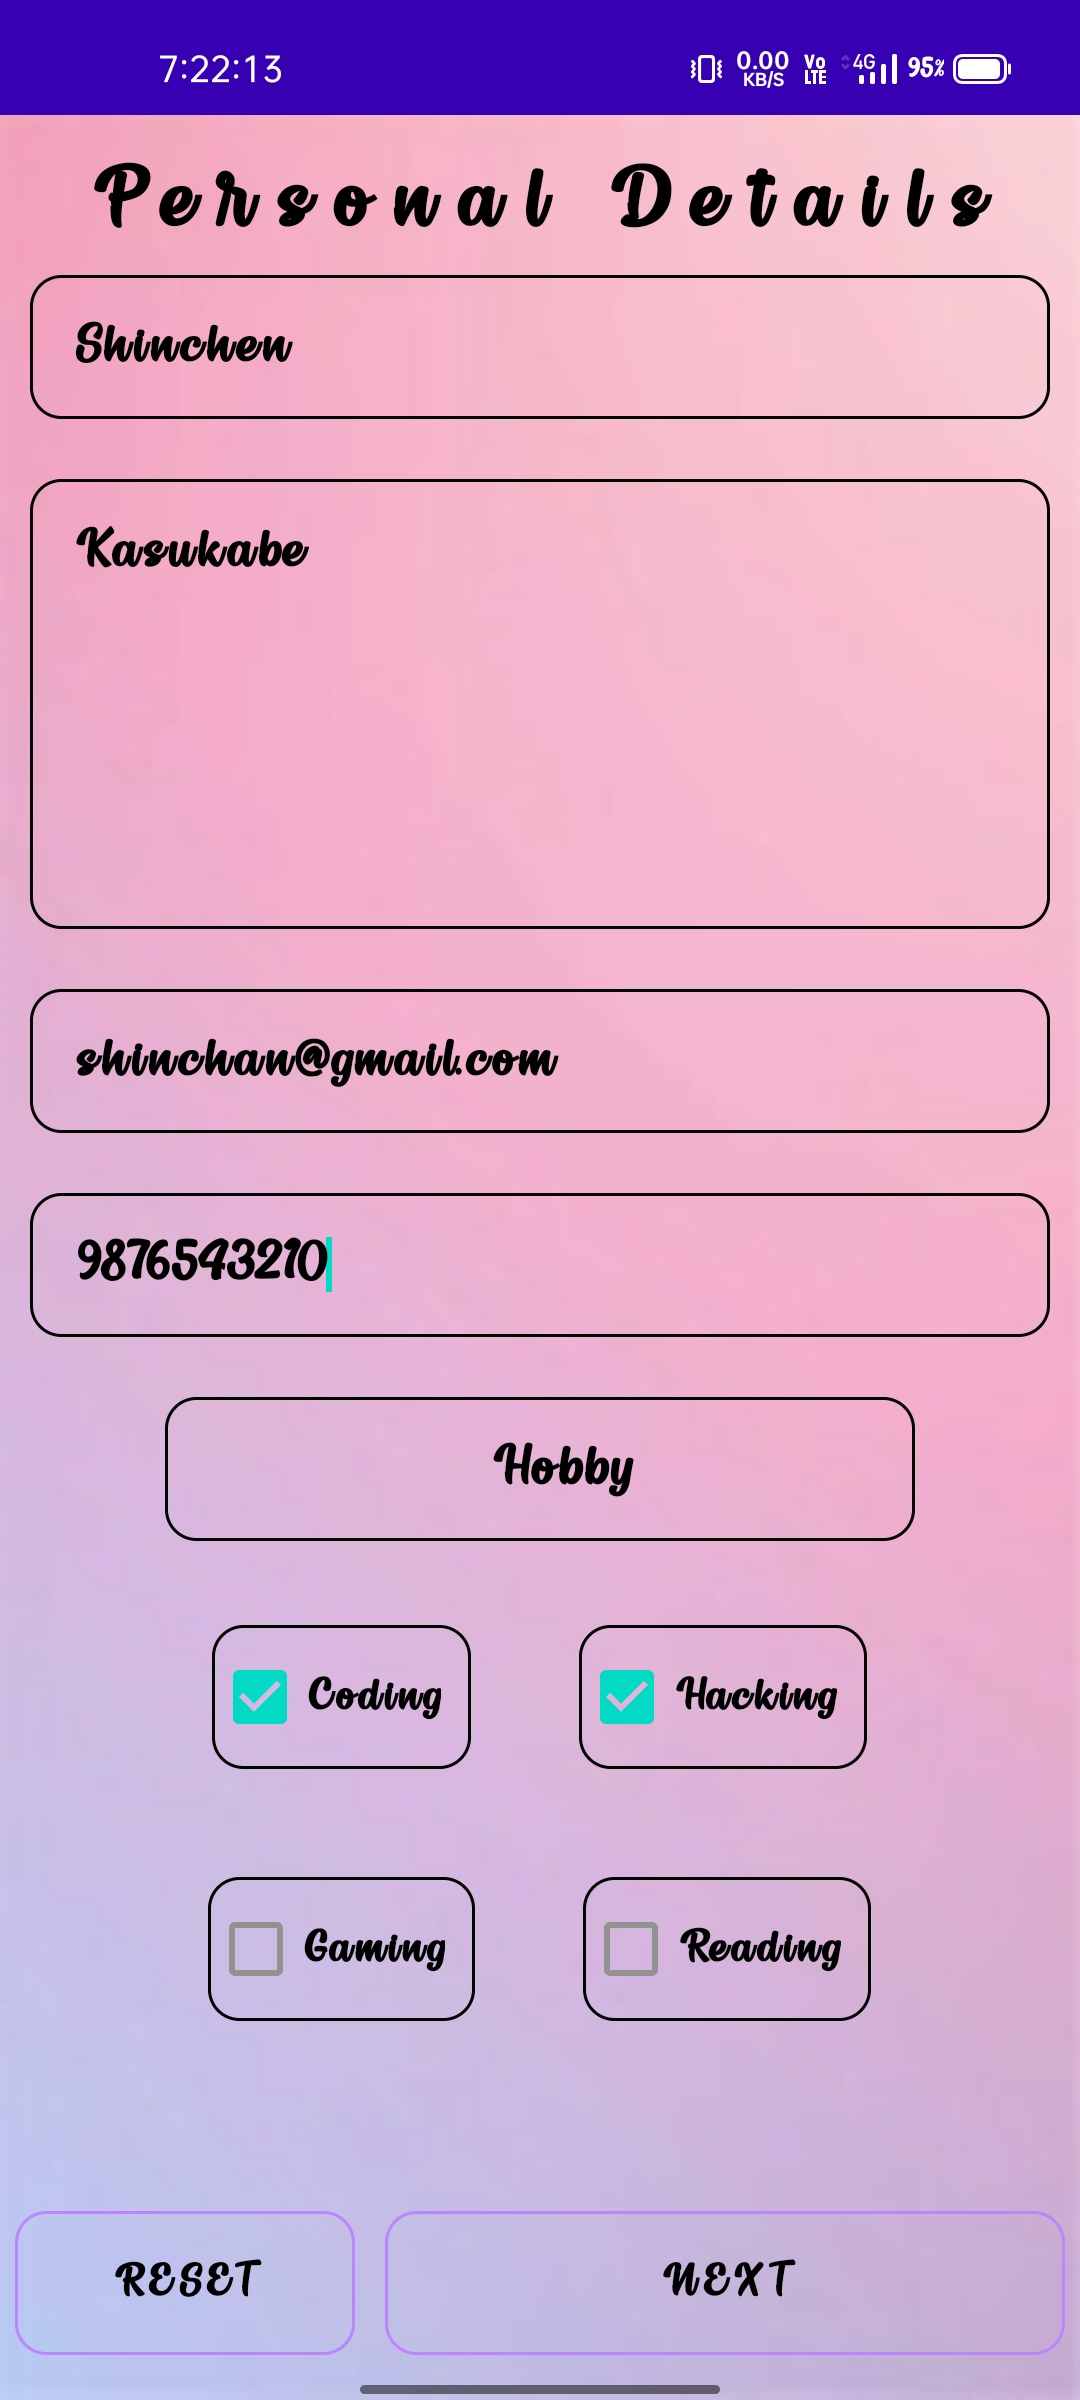 7:22:13 0.00 KB/S Vo LTE 4G 95%
Personal Details
Shinchen
Kasukabe
shinchan@gmail.com
9876543210
Hobby
Coding Hacking
Gaming Reading
RESET NEXT